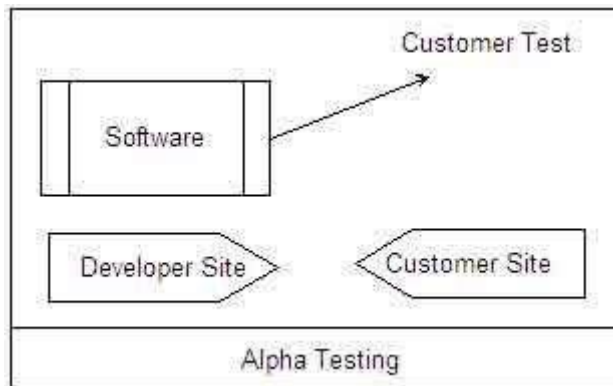 Customer Test
Software
Developer Site
Customer Site
Alpha Testing